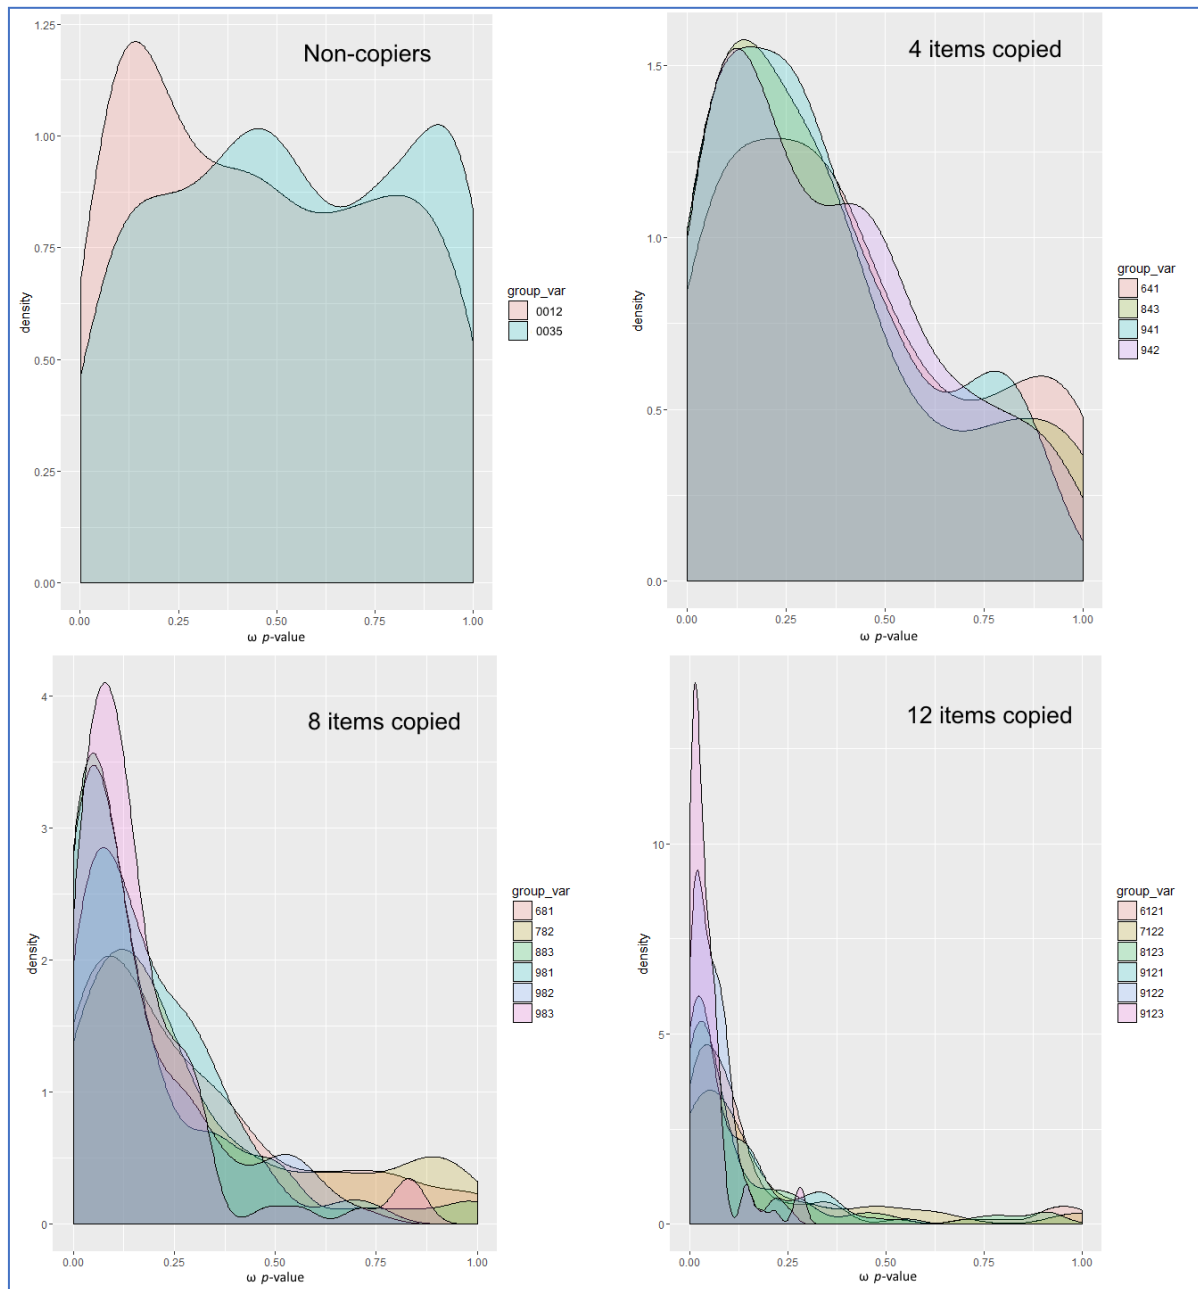 Non-copiers
1.25
1.00
0.75
0.50
0.25
0.00
density
0.00 0.25 0.50 0.75 1.00
ω p-value
group_var
0012
0035
4 items copied
1.5
1.0
0.5
0.0
density
0.00 0.25 0.50 0.75 1.00
ω p-value
group_var
641
843
941
942
8 items copied
4
3
2
1
0
density
0.00 0.25 0.50 0.75 1.00
ω p-value
group_var
681
782
883
981
982
983
12 items copied
10
5
0
density
0.00 0.25 0.50 0.75 1.00
ω p-value
group_var
6121
7122
8123
9121
9122
9123